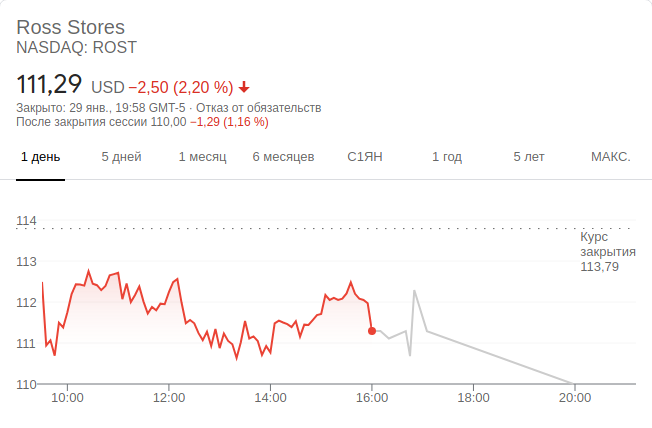 Ross Stores
NASDAQ: ROST
111,29 USD −2,50 (2,20 %)
Закрыто: 29 янв., 19:58 GMT-5 · Отказ от обязательств
После закрытия сессии 110,00 −1,29 (1,16 %)
1 день 5 дней 1 месяц 6 месяцев С1ЯН 1 год 5 лет МАКС.
114
Курс
закрытия
113,79
113
112
111
110
10:00 12:00 14:00 16:00 18:00 20:00